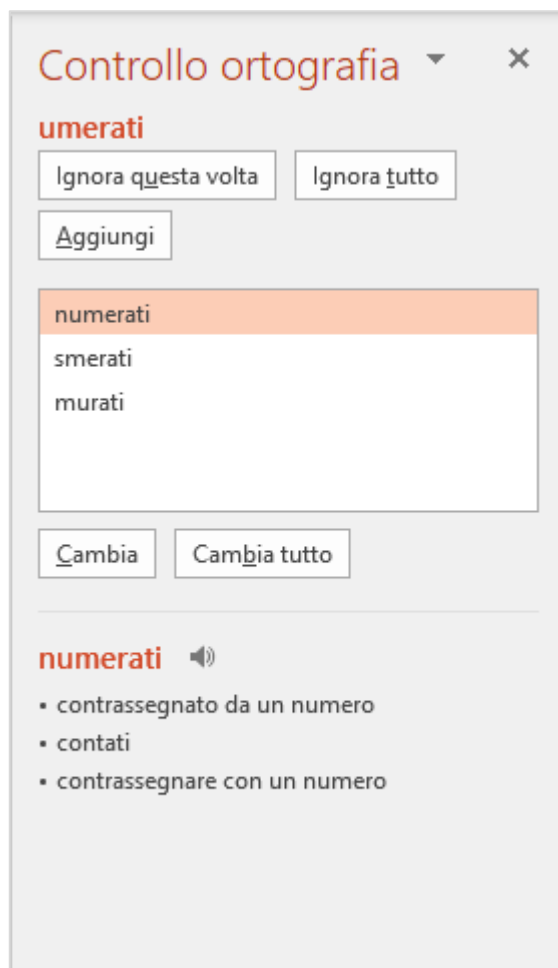 Controllo ortografia
umerati
Ignora questa volta Ignora tutto
Aggiungi
numerati
smerati
murati
Cambia Cambia tutto
numerati
▪ contrassegnato da un numero
▪ contati
▪ contrassegnare con un numero